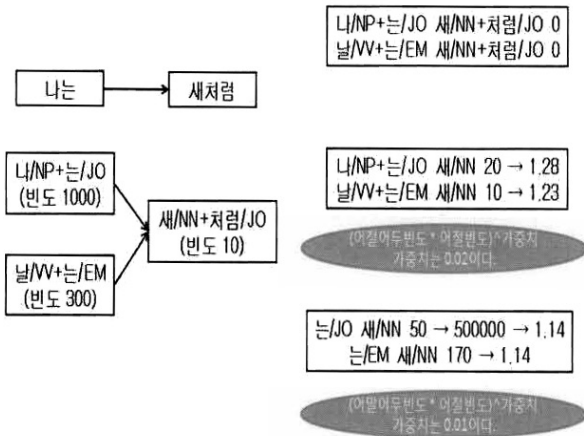 나/NP+는/JO 새/NN+처럼/JO 0
날/VV+는/EM 새/NN+처럼/JO 0
나는
새처럼
나/NP+는/JO
(빈도 1000)
새/NN+처럼/JO
(빈도 10)
날/VV+는/EM
(빈도 300)
나/NP+는/JO 새/NN 20 → 1.28
날/VV+는/EM 새/NN 10 → 1.23
(어절어두빈도 * 어절빈도)^가중치
가중치는 0.02이다.
는/JO 새/NN 50 → 500000 → 1.14
는/EM 새/NN 170 → 1.14
(어말어두빈도 * 어절빈도)^가중치
가중치는 0.01이다.